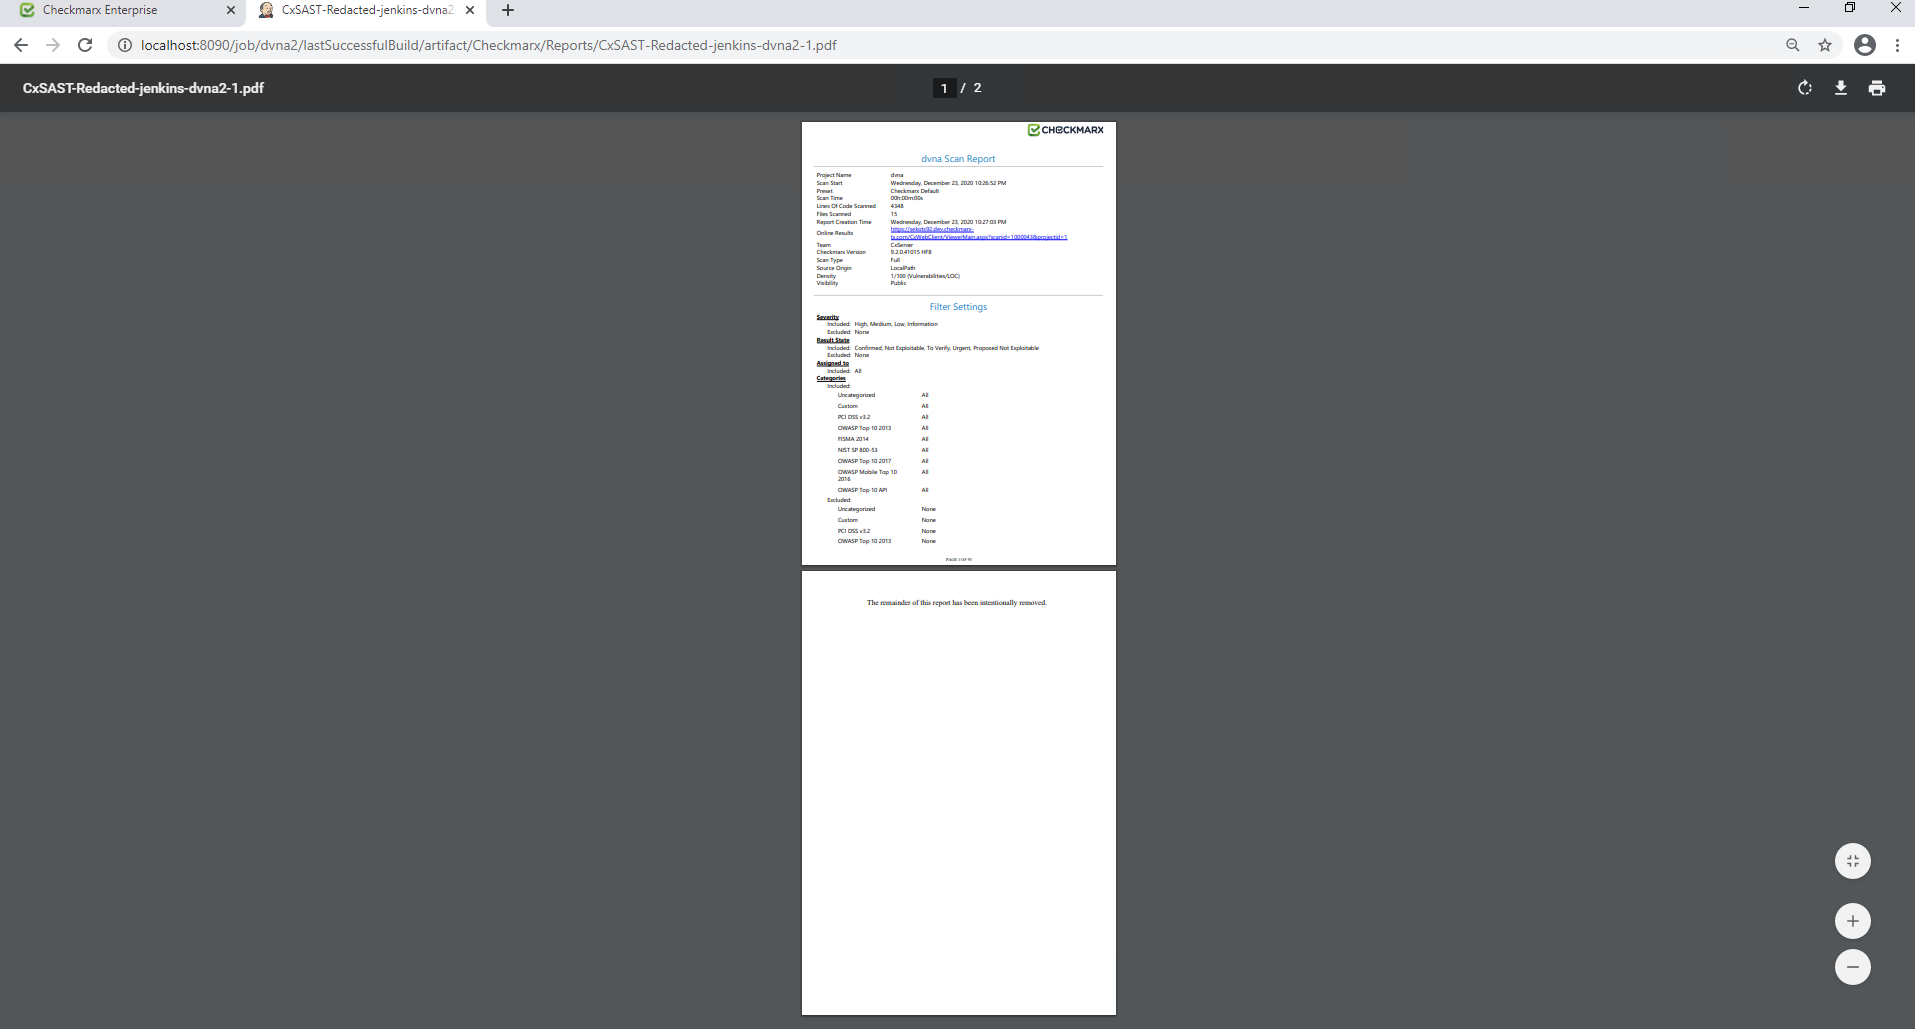 Checkmarx Enterprise
CxSAST-Redacted-jenkins-dvna2
localhost:8090/job/dvna2/lastSuccessfulBuild/artifact/Checkmarx/Reports/CxSAST-Redacted-jenkins-dvna2-1.pdf
CxSAST-Redacted-jenkins-dvna2-1.pdf
1 / 2
CHECKMARX
dvna Scan Report
Project Name dvna
Scan Start Wednesday, December 23, 2020 10:26:52 PM
Preset Checkmarx Default
Scan Time 00h:00m:00s
Lines Of Code Scanned 4348
Files Scanned 15
Report Creation Time Wednesday, December 23, 2020 10:27:03 PM
Online Results https://sekots92.dev.checkmarx-
ts.com/CxWebClient/ViewerMain.aspx?scanid=1000043&projectid=1
Team CxServer
Checkmarx Version 9.2.0.41015 HF8
Scan Type Full
Source Origin LocalPath
Density 1/100 (Vulnerabilities/LOC)
Visibility Public
Filter Settings
Severity
Included: High, Medium, Low, Information
Excluded: None
Result State
Included: Confirmed, Not Exploitable, To Verify, Urgent, Proposed Not Exploitable
Excluded: None
Assigned to
Included: All
Categories
Included:
Uncategorized All
Custom All
PCI DSS v3.2 All
OWASP Top 10 2013 All
FISMA 2014 All
NIST SP 800-53 All
OWASP Top 10 2017 All
OWASP Mobile Top 10 All
2016
OWASP Top 10 API All
Excluded:
Uncategorized None
Custom None
PCI DSS v3.2 None
OWASP Top 10 2013 None
PAGE 1 OF
The remainder of this report has been intentionally removed.